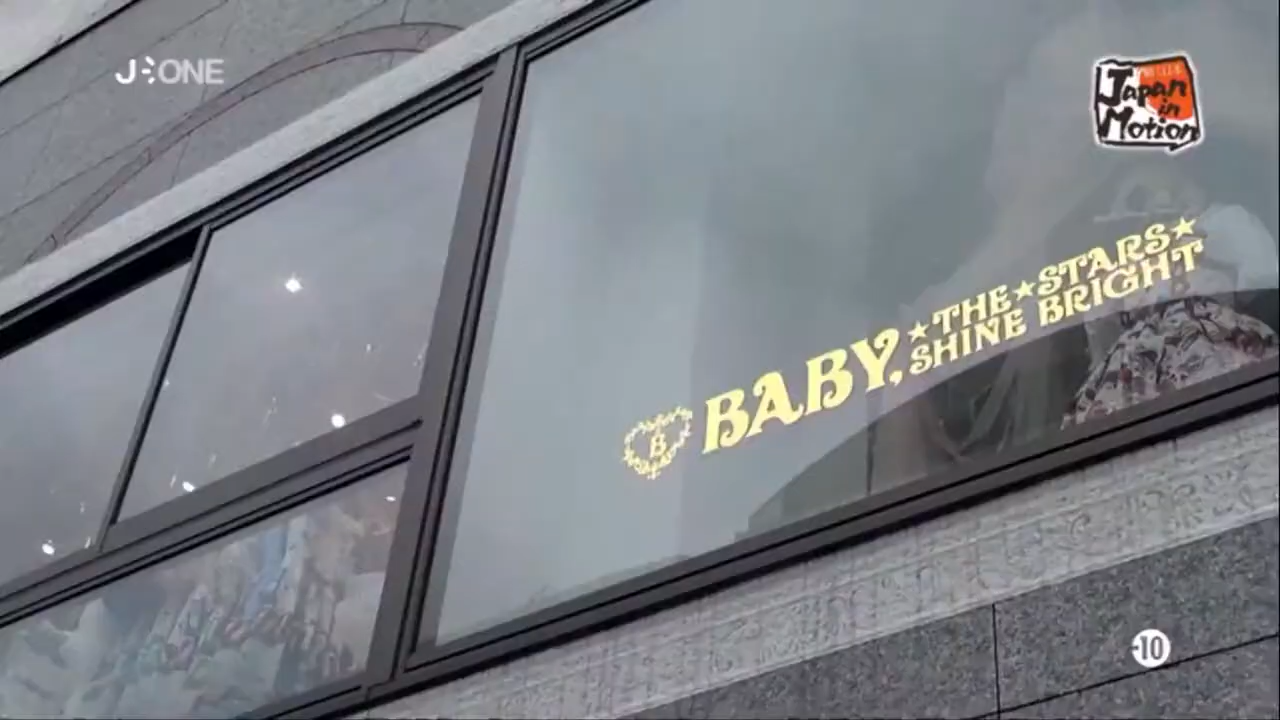 J:ONE
Japan
in
Motion
★THE★STARS★
BABY, SHINE BRIGHT
B
-10